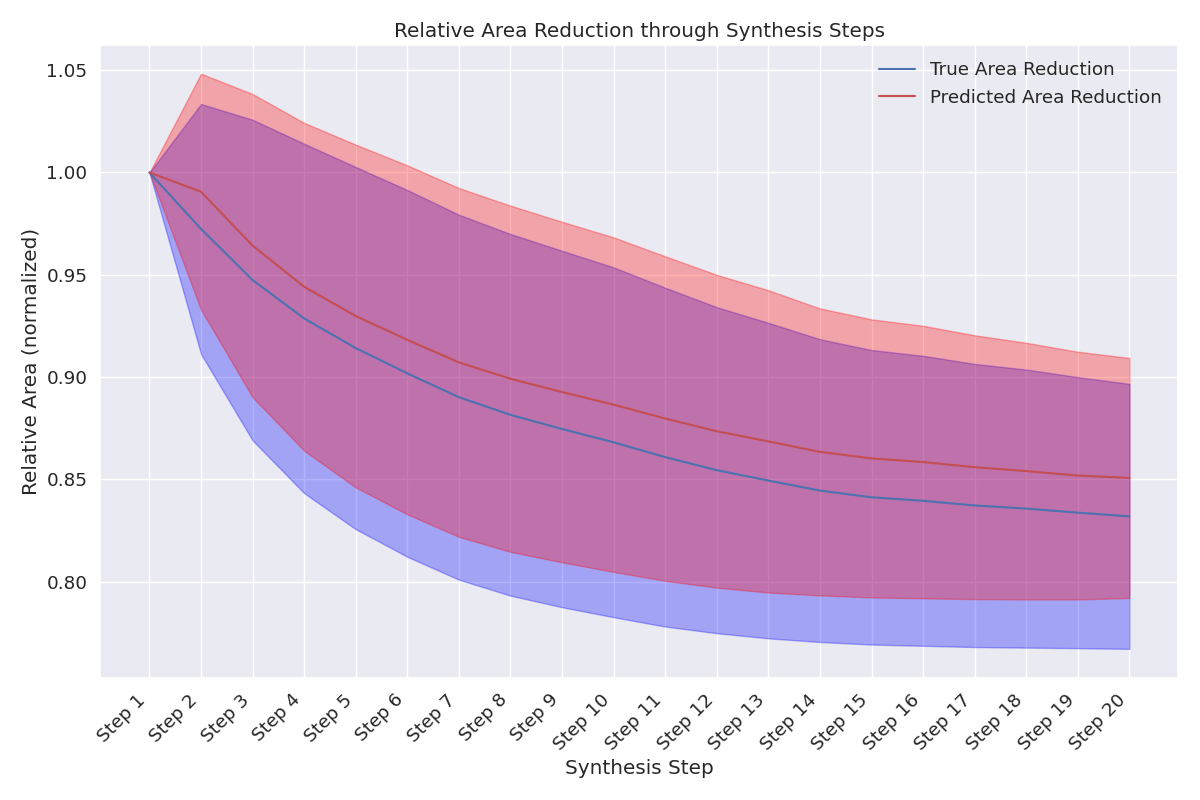 Relative Area Reduction through Synthesis Steps
True Area Reduction
Predicted Area Reduction
Relative Area (normalized)
1.05
1.00
0.95
0.90
0.85
0.80
Step 1
Step 2
Step 3
Step 4
Step 5
Step 6
Step 7
Step 8
Step 9
Step 10
Step 11
Step 12
Step 13
Step 14
Step 15
Step 16
Step 17
Step 18
Step 19
Step 20
Synthesis Step